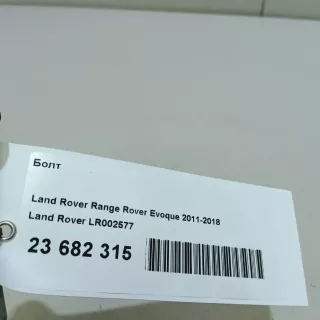 Болт
Land Rover Range Rover Evoque 2011-2018
Land Rover LR002577
23 682 315